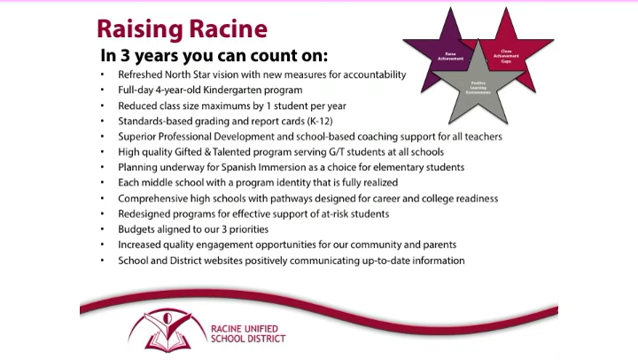 Raising Racine
In 3 years you can count on:
Raise
Achievement
Close
Achievement
Gaps
Positive
Learning
Environments
• Refreshed North Star vision with new measures for accountability
• Full-day 4-year-old Kindergarten program
• Reduced class size maximums by 1 student per year
• Standards-based grading and report cards (K-12)
• Superior Professional Development and school-based coaching support for all teachers
• High quality Gifted & Talented program serving G/T students at all schools
• Planning underway for Spanish Immersion as a choice for elementary students
• Each middle school with a program identity that is fully realized
• Comprehensive high schools with pathways designed for career and college readiness
• Redesigned programs for effective support of at-risk students
• Budgets aligned to our 3 priorities
• Increased quality engagement opportunities for our community and parents
• School and District websites positively communicating up-to-date information
RACINE UNIFIED
SCHOOL DISTRICT